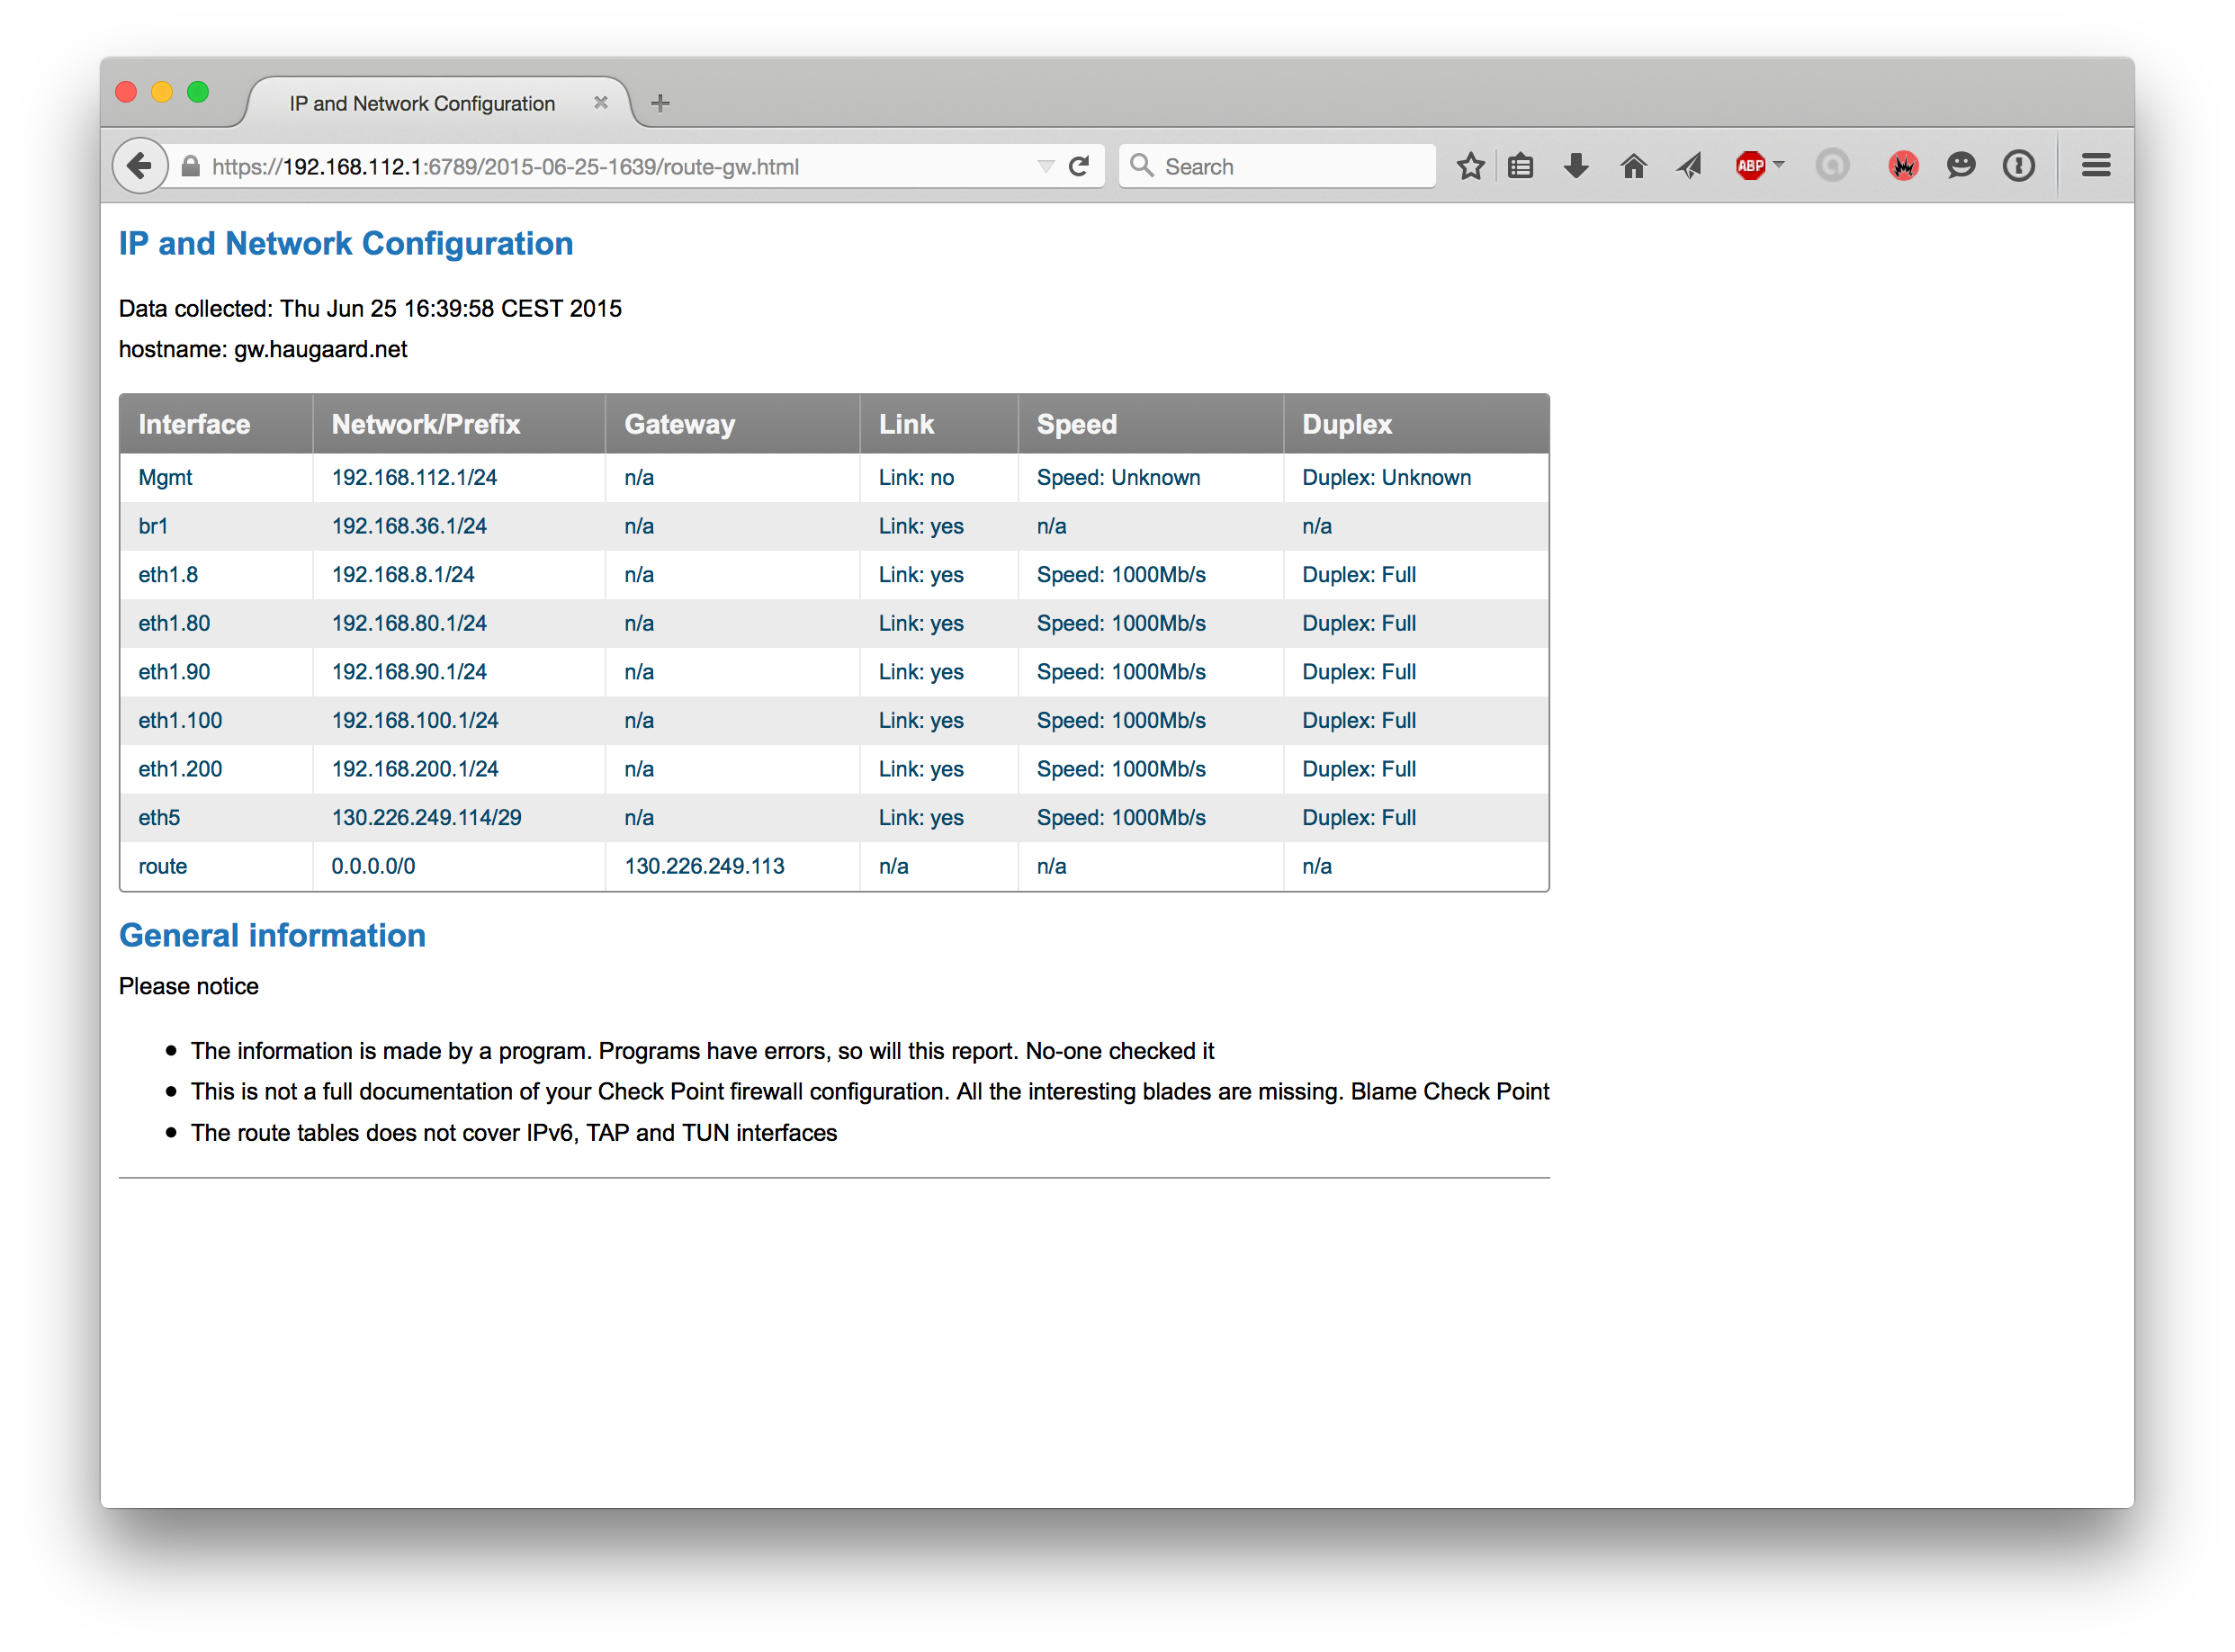 IP and Network Configuration
https://192.168.112.1:6789/2015-06-25-1639/route-gw.html Search ABP
IP and Network Configuration
Data collected: Thu Jun 25 16:39:58 CEST 2015
hostname: gw.haugaard.net
Interface Network/Prefix Gateway Link Speed Duplex
Mgmt 192.168.112.1/24 n/a Link: no Speed: Unknown Duplex: Unknown
br1 192.168.36.1/24 n/a Link: yes n/a n/a
eth1.8 192.168.8.1/24 n/a Link: yes Speed: 1000Mb/s Duplex: Full
eth1.80 192.168.80.1/24 n/a Link: yes Speed: 1000Mb/s Duplex: Full
eth1.90 192.168.90.1/24 n/a Link: yes Speed: 1000Mb/s Duplex: Full
eth1.100 192.168.100.1/24 n/a Link: yes Speed: 1000Mb/s Duplex: Full
eth1.200 192.168.200.1/24 n/a Link: yes Speed: 1000Mb/s Duplex: Full
eth5 130.226.249.114/29 n/a Link: yes Speed: 1000Mb/s Duplex: Full
route 0.0.0.0/0 130.226.249.113 n/a n/a n/a
General information
Please notice
• The information is made by a program. Programs have errors, so will this report. No-one checked it
• This is not a full documentation of your Check Point firewall configuration. All the interesting blades are missing. Blame Check Point
• The route tables does not cover IPv6, TAP and TUN interfaces